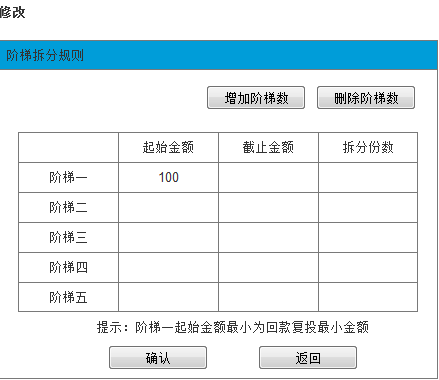 修改
阶梯拆分规则
增加阶梯数 删除阶梯数
起始金额 截止金额 拆分份数
阶梯一 100
阶梯二
阶梯三
阶梯四
阶梯五
提示：阶梯一起始金额最小为回款复投最小金额
确认 返回